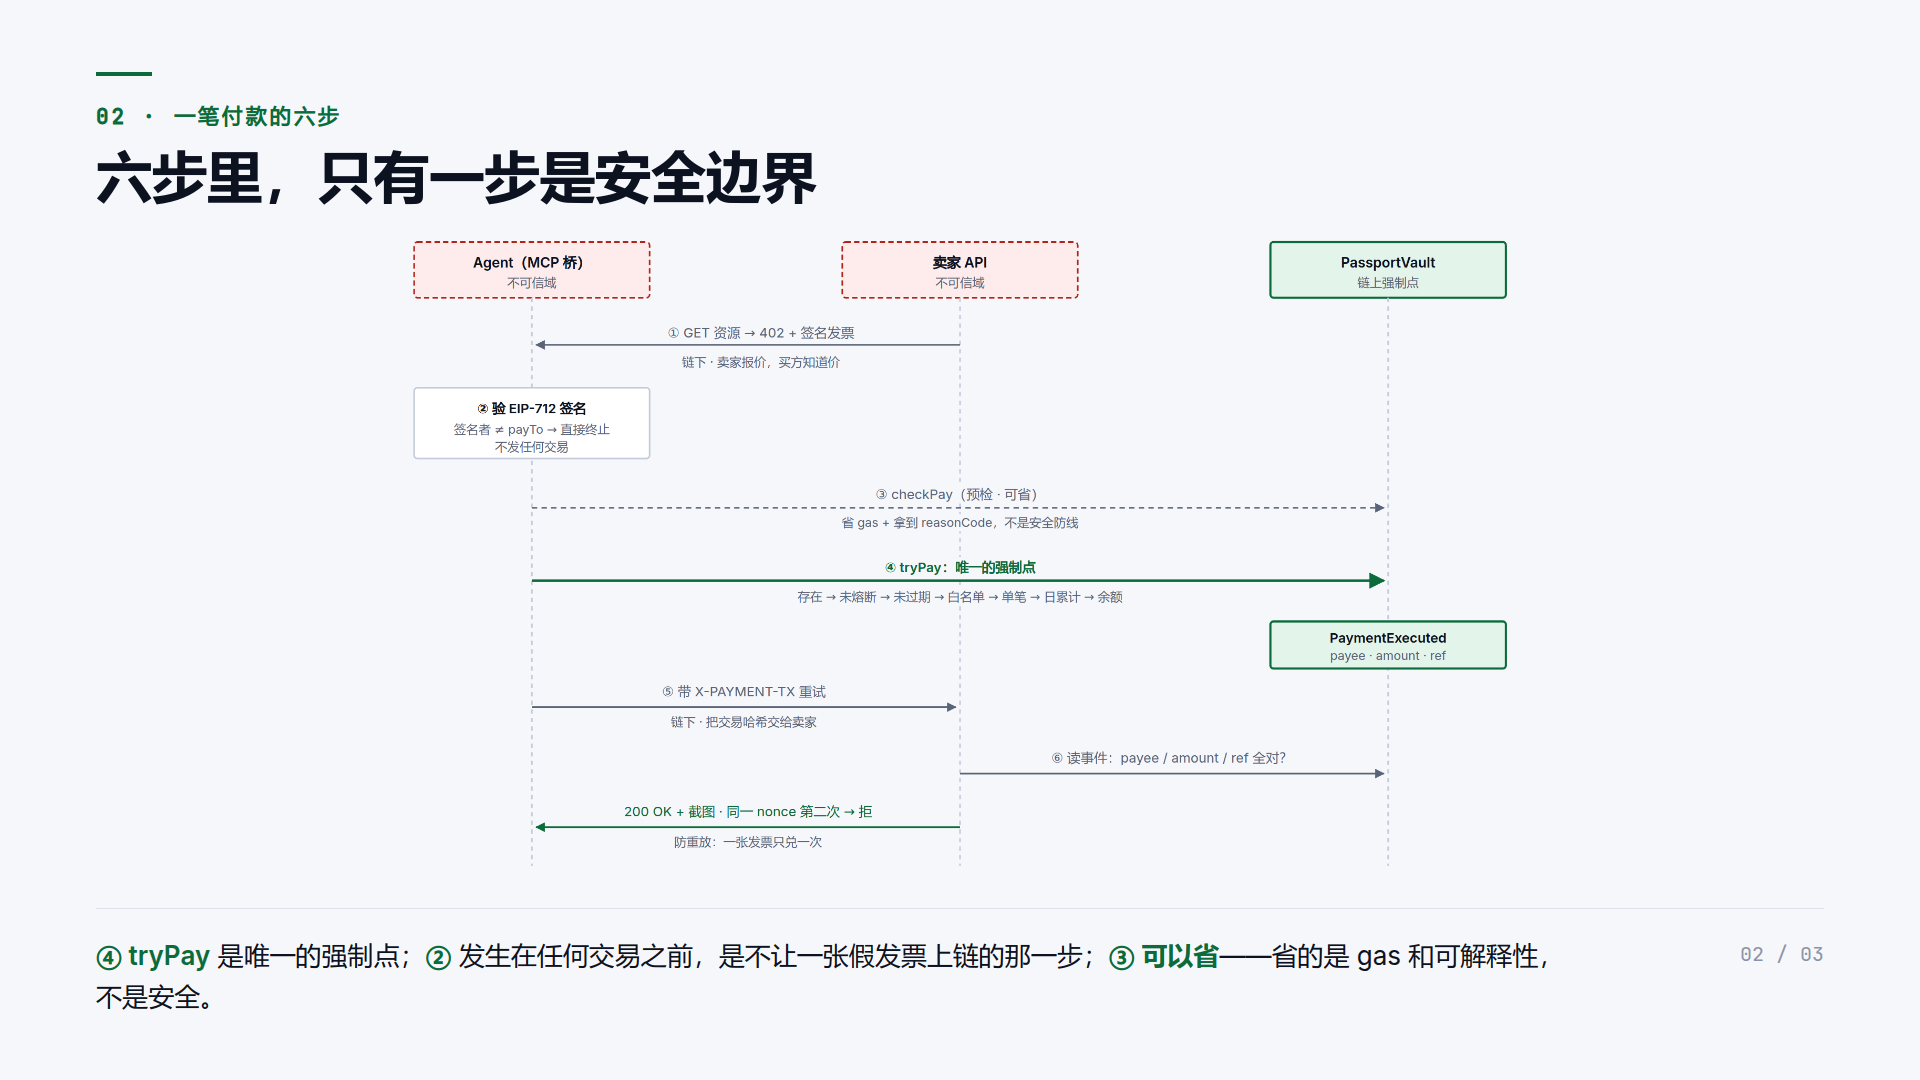 02 · 一笔付款的六步
六步里，只有一步是安全边界
Agent（MCP 桥）
不可信域
卖家 API
不可信域
PassportVault
链上强制点
① GET 资源 → 402 + 签名发票
链下 · 卖家报价，买方知道价
② 验 EIP-712 签名
签名者 ≠ payTo → 直接终止
不发任何交易
③ checkPay（预检 · 可省）
省 gas + 拿到 reasonCode，不是安全防线
④ tryPay：唯一的强制点
存在 → 未熔断 → 未过期 → 白名单 → 单笔 → 日累计 → 余额
PaymentExecuted
payee · amount · ref
⑤ 带 X-PAYMENT-TX 重试
链下 · 把交易哈希交给卖家
⑥ 读事件：payee / amount / ref 全对？
200 OK + 截图 · 同一 nonce 第二次 → 拒
防重放：一张发票只兑一次
④ tryPay 是唯一的强制点；② 发生在任何交易之前，是不让一张假发票上链的那一步；③ 可以省——省的是 gas 和可解释性，
不是安全。
02 / 03